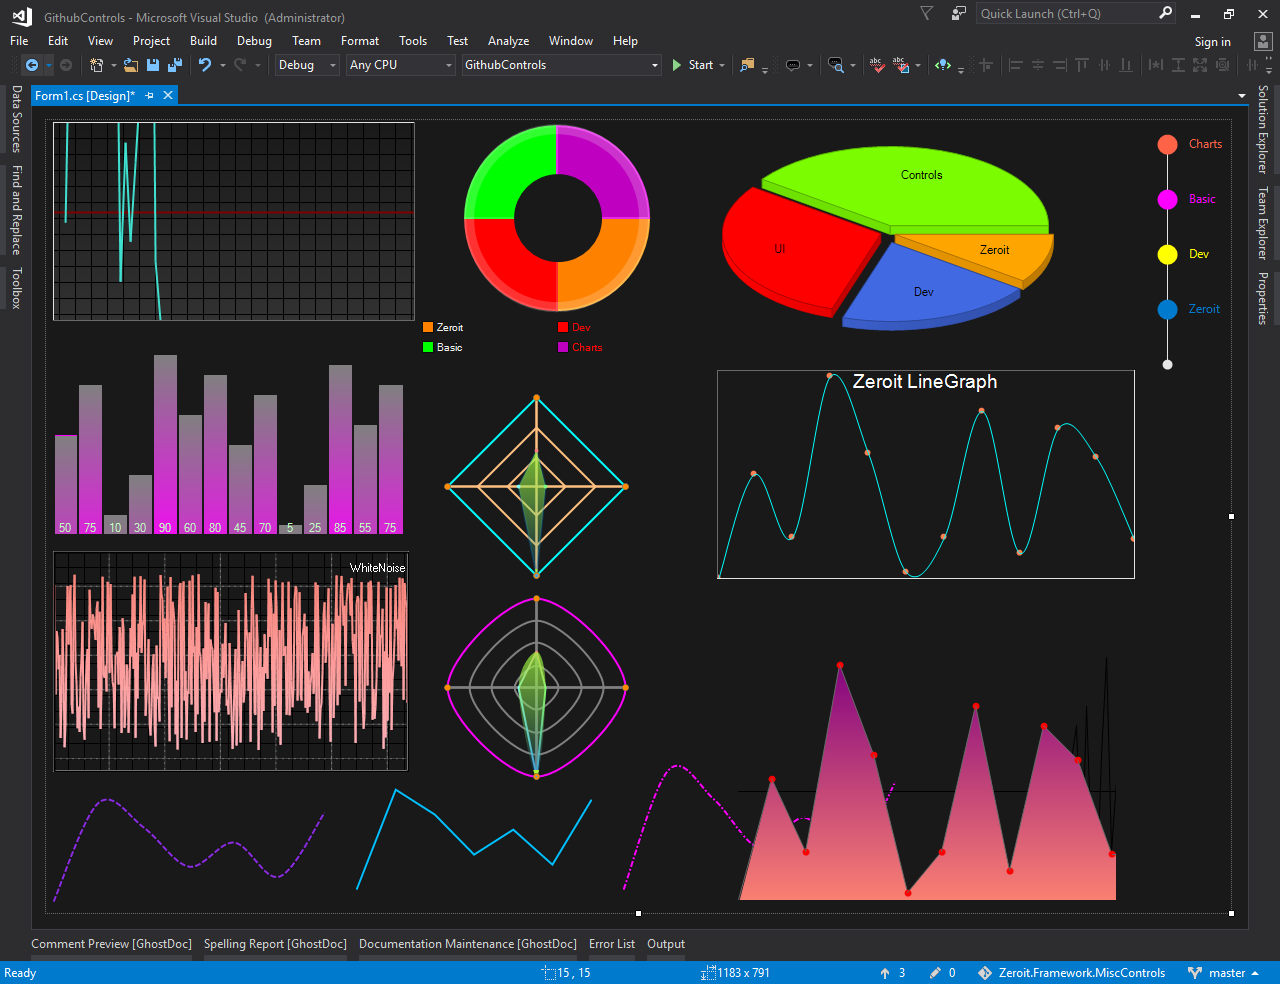 GithubControls - Microsoft Visual Studio (Administrator)
Quick Launch (Ctrl+Q)
File Edit View Project Build Debug Team Format Tools Test Analyze Window Help
Sign in
Debug Any CPU GithubControls Start
Form1.cs [Design]*
Data Sources
Find and Replace
Toolbox
Solution Explorer
Team Explorer
Properties
Charts
Basic
Dev
Zeroit
Controls
UI
Zeroit
Dev
Zeroit Dev
Basic Charts
Zeroit LineGraph
50 75 10 30 90 60 80 45 70 5 25 85 55 75
WhiteNoise
Comment Preview [GhostDoc] Spelling Report [GhostDoc] Documentation Maintenance [GhostDoc] Error List Output
Ready 15 , 15 1183 x 791 3 0 Zeroit.Framework.MiscControls master